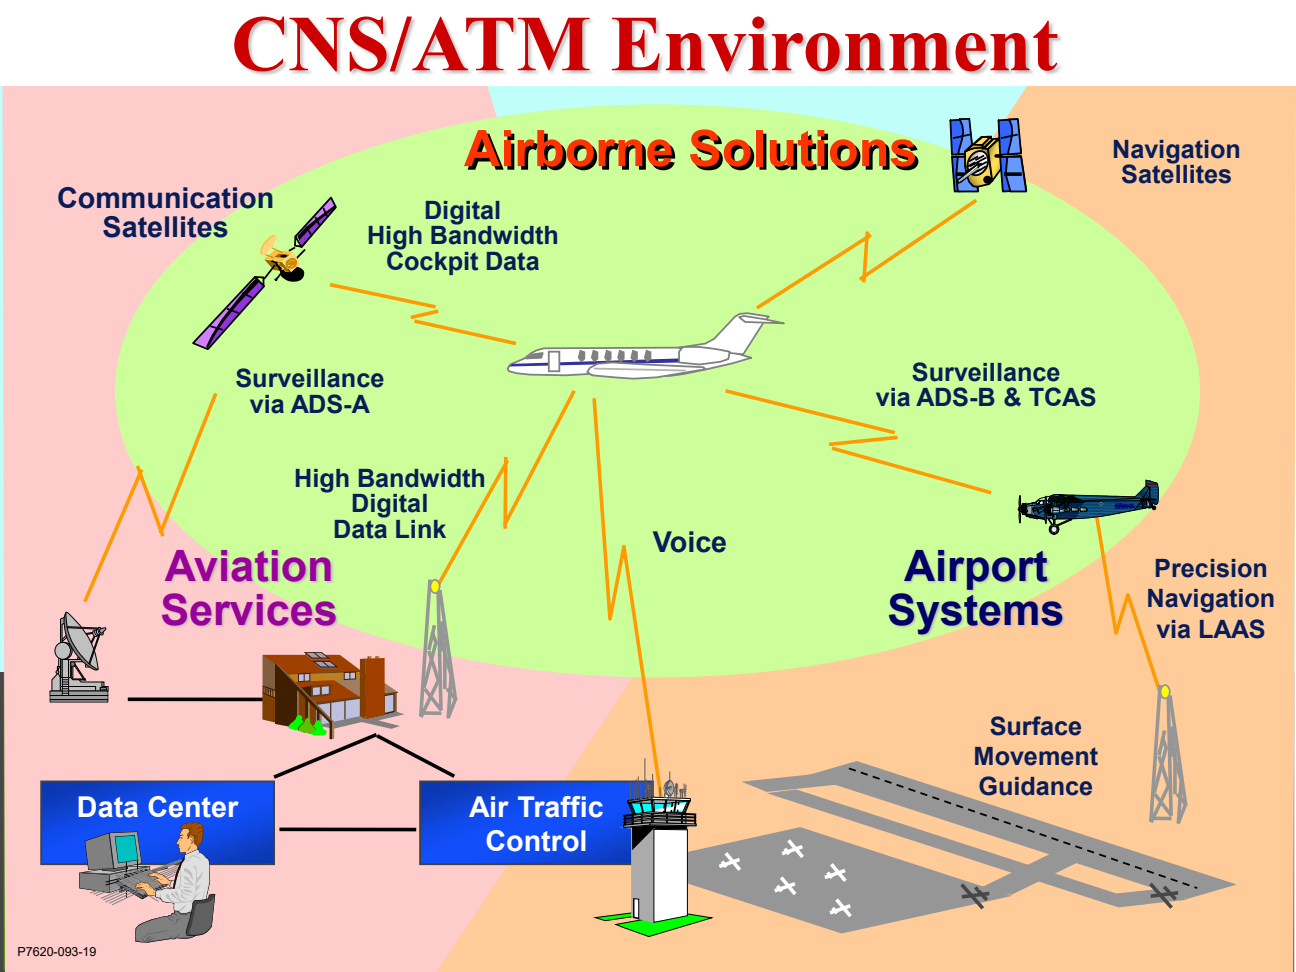 CNS/ATM Environment
Airborne Solutions
Navigation
Satellites
Communication
Satellites
Digital
High Bandwidth
Cockpit Data
Surveillance
via ADS-A
Surveillance
via ADS-B & TCAS
High Bandwidth
Digital
Data Link
Voice
Aviation
Services
Airport
Systems
Precision
Navigation
via LAAS
Surface
Movement
Guidance
Data Center
Air Traffic
Control
P7620-093-19